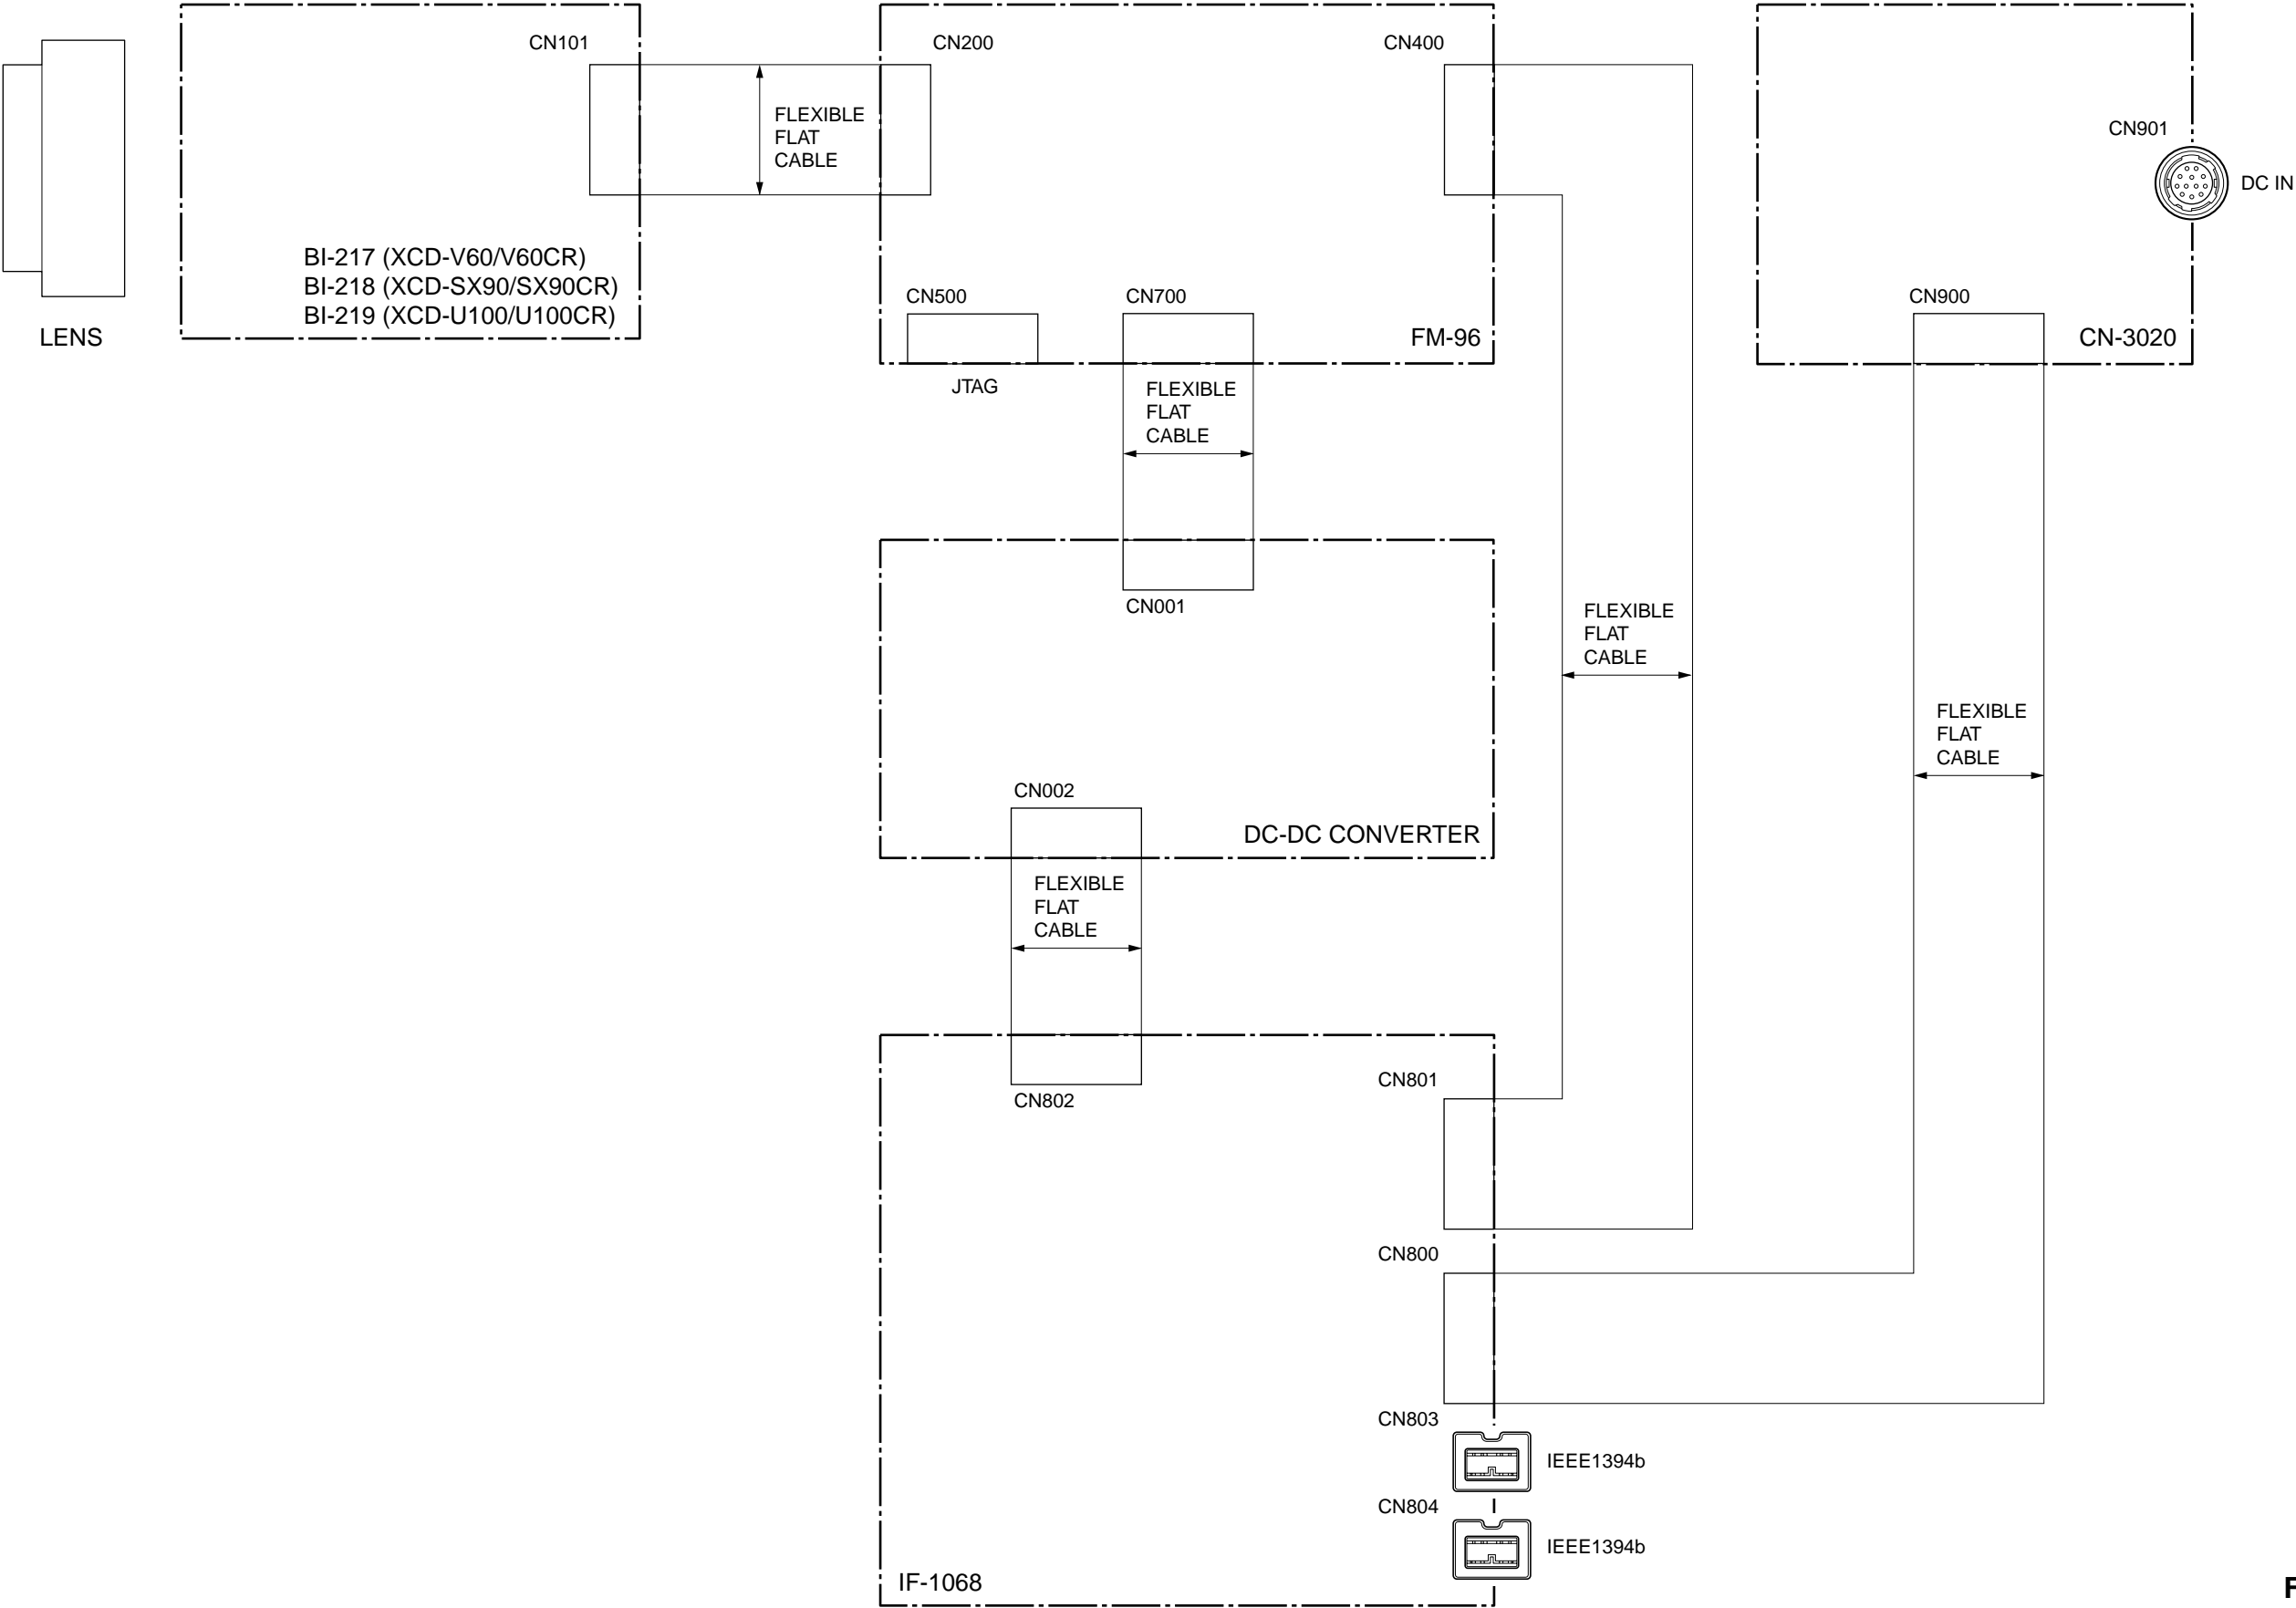 CN101
CN200
CN400
FLEXIBLE
FLAT
CABLE
CN901
DC IN
BI-217 (XCD-V60/V60CR)
BI-218 (XCD-SX90/SX90CR)
BI-219 (XCD-U100/U100CR)
LENS
CN500
CN700
FM-96
CN900
CN-3020
JTAG
FLEXIBLE
FLAT
CABLE
CN001
FLEXIBLE
FLAT
CABLE
FLEXIBLE
FLAT
CABLE
CN002
DC-DC CONVERTER
FLEXIBLE
FLAT
CABLE
CN801
CN802
CN800
CN803
IEEE1394b
CN804
IEEE1394b
IF-1068